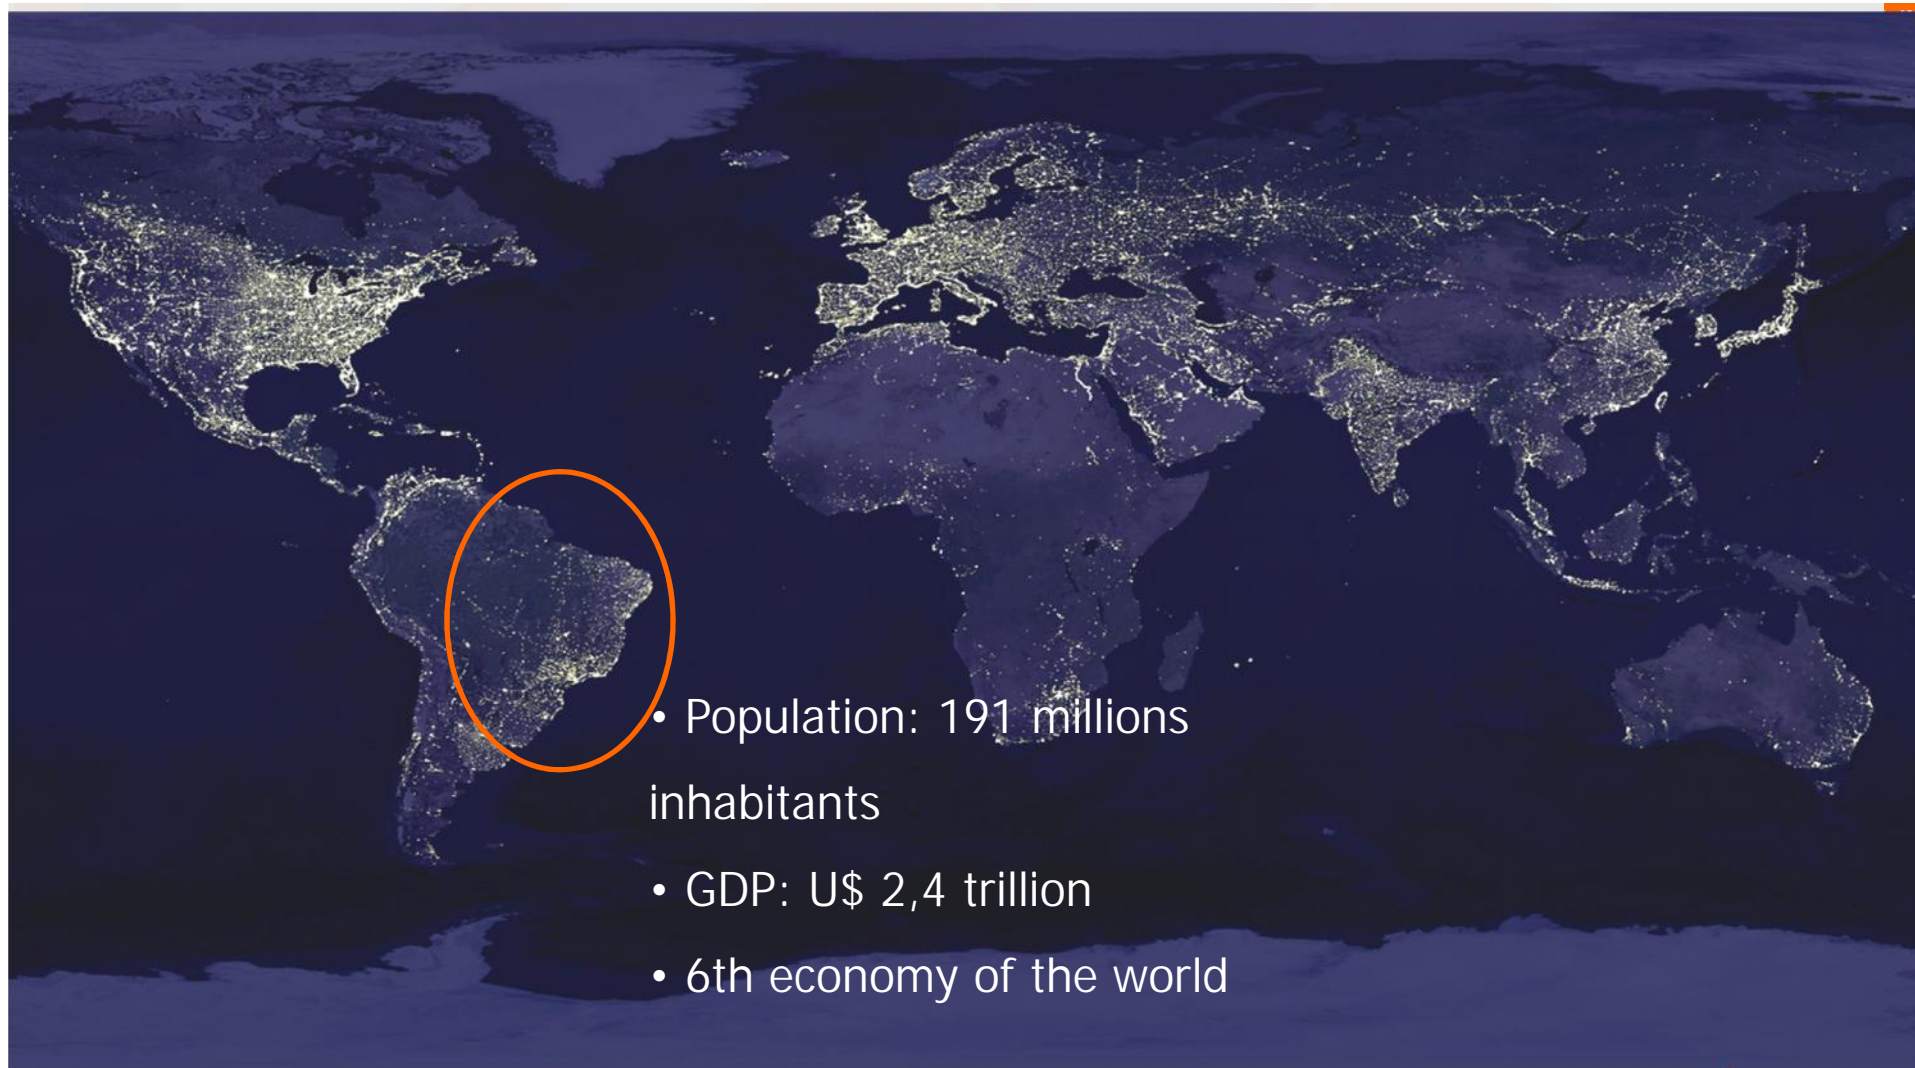 • Population: 191 millions
inhabitants
• GDP: U$ 2,4 trillion
• 6th economy of the world